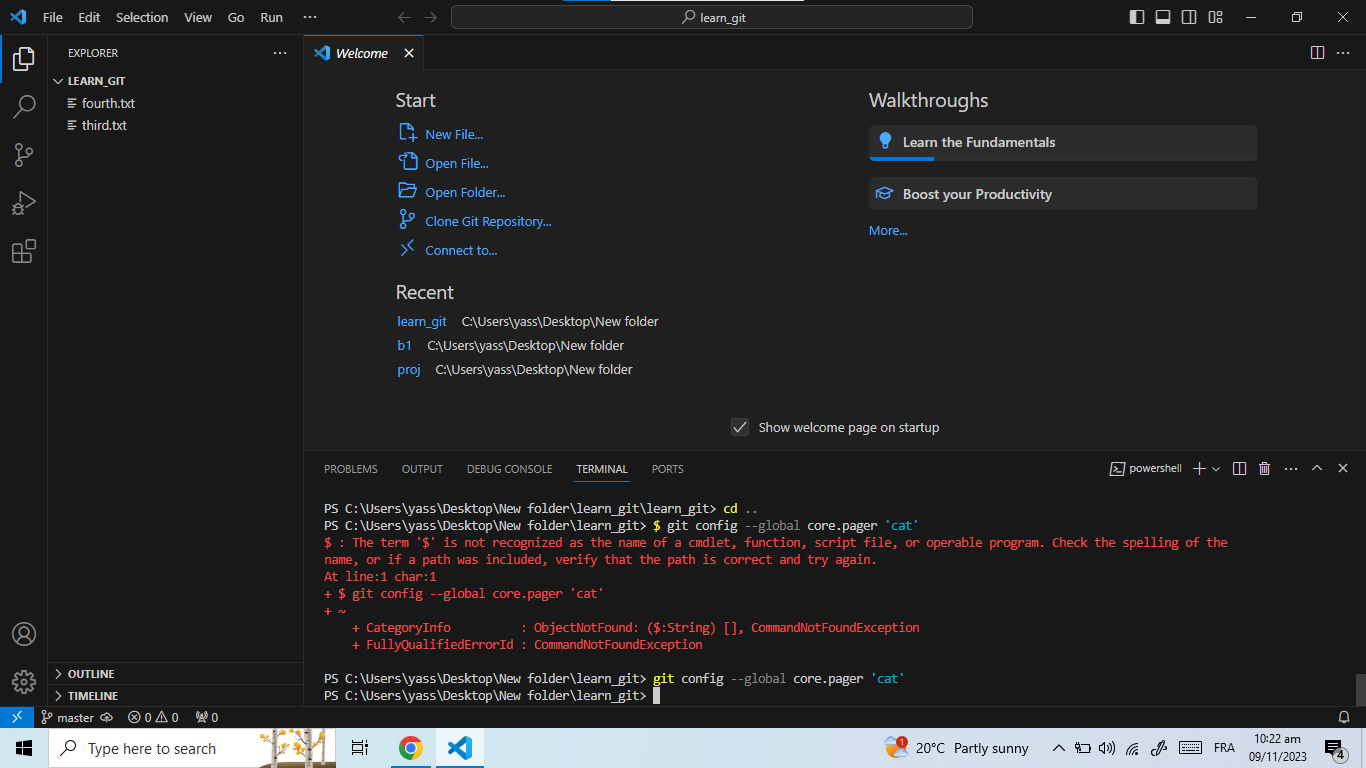 File Edit Selection View Go Run ···
learn_git
EXPLORER ···
LEARN_GIT
fourth.txt
third.txt
OUTLINE
TIMELINE
Welcome
Start
New File...
Open File...
Open Folder...
Clone Git Repository...
Connect to...
Recent
learn_git C:\Users\yass\Desktop\New folder
b1 C:\Users\yass\Desktop\New folder
proj C:\Users\yass\Desktop\New folder
Walkthroughs
Learn the Fundamentals
Boost your Productivity
More...
Show welcome page on startup
PROBLEMS OUTPUT DEBUG CONSOLE TERMINAL PORTS
powershell
PS C:\Users\yass\Desktop\New folder\learn_git\learn_git> cd ..
PS C:\Users\yass\Desktop\New folder\learn_git> $ git config --global core.pager 'cat'
$ : The term '$' is not recognized as the name of a cmdlet, function, script file, or operable program. Check the spelling of the
name, or if a path was included, verify that the path is correct and try again.
At line:1 char:1
+ $ git config --global core.pager 'cat'
+ ~
+ CategoryInfo : ObjectNotFound: ($:String) [], CommandNotFoundException
+ FullyQualifiedErrorId : CommandNotFoundException
PS C:\Users\yass\Desktop\New folder\learn_git> git config --global core.pager 'cat'
PS C:\Users\yass\Desktop\New folder\learn_git>
master 0 0 0
Type here to search
1
20°C Partly sunny
FRA
10:22 am
09/11/2023
4